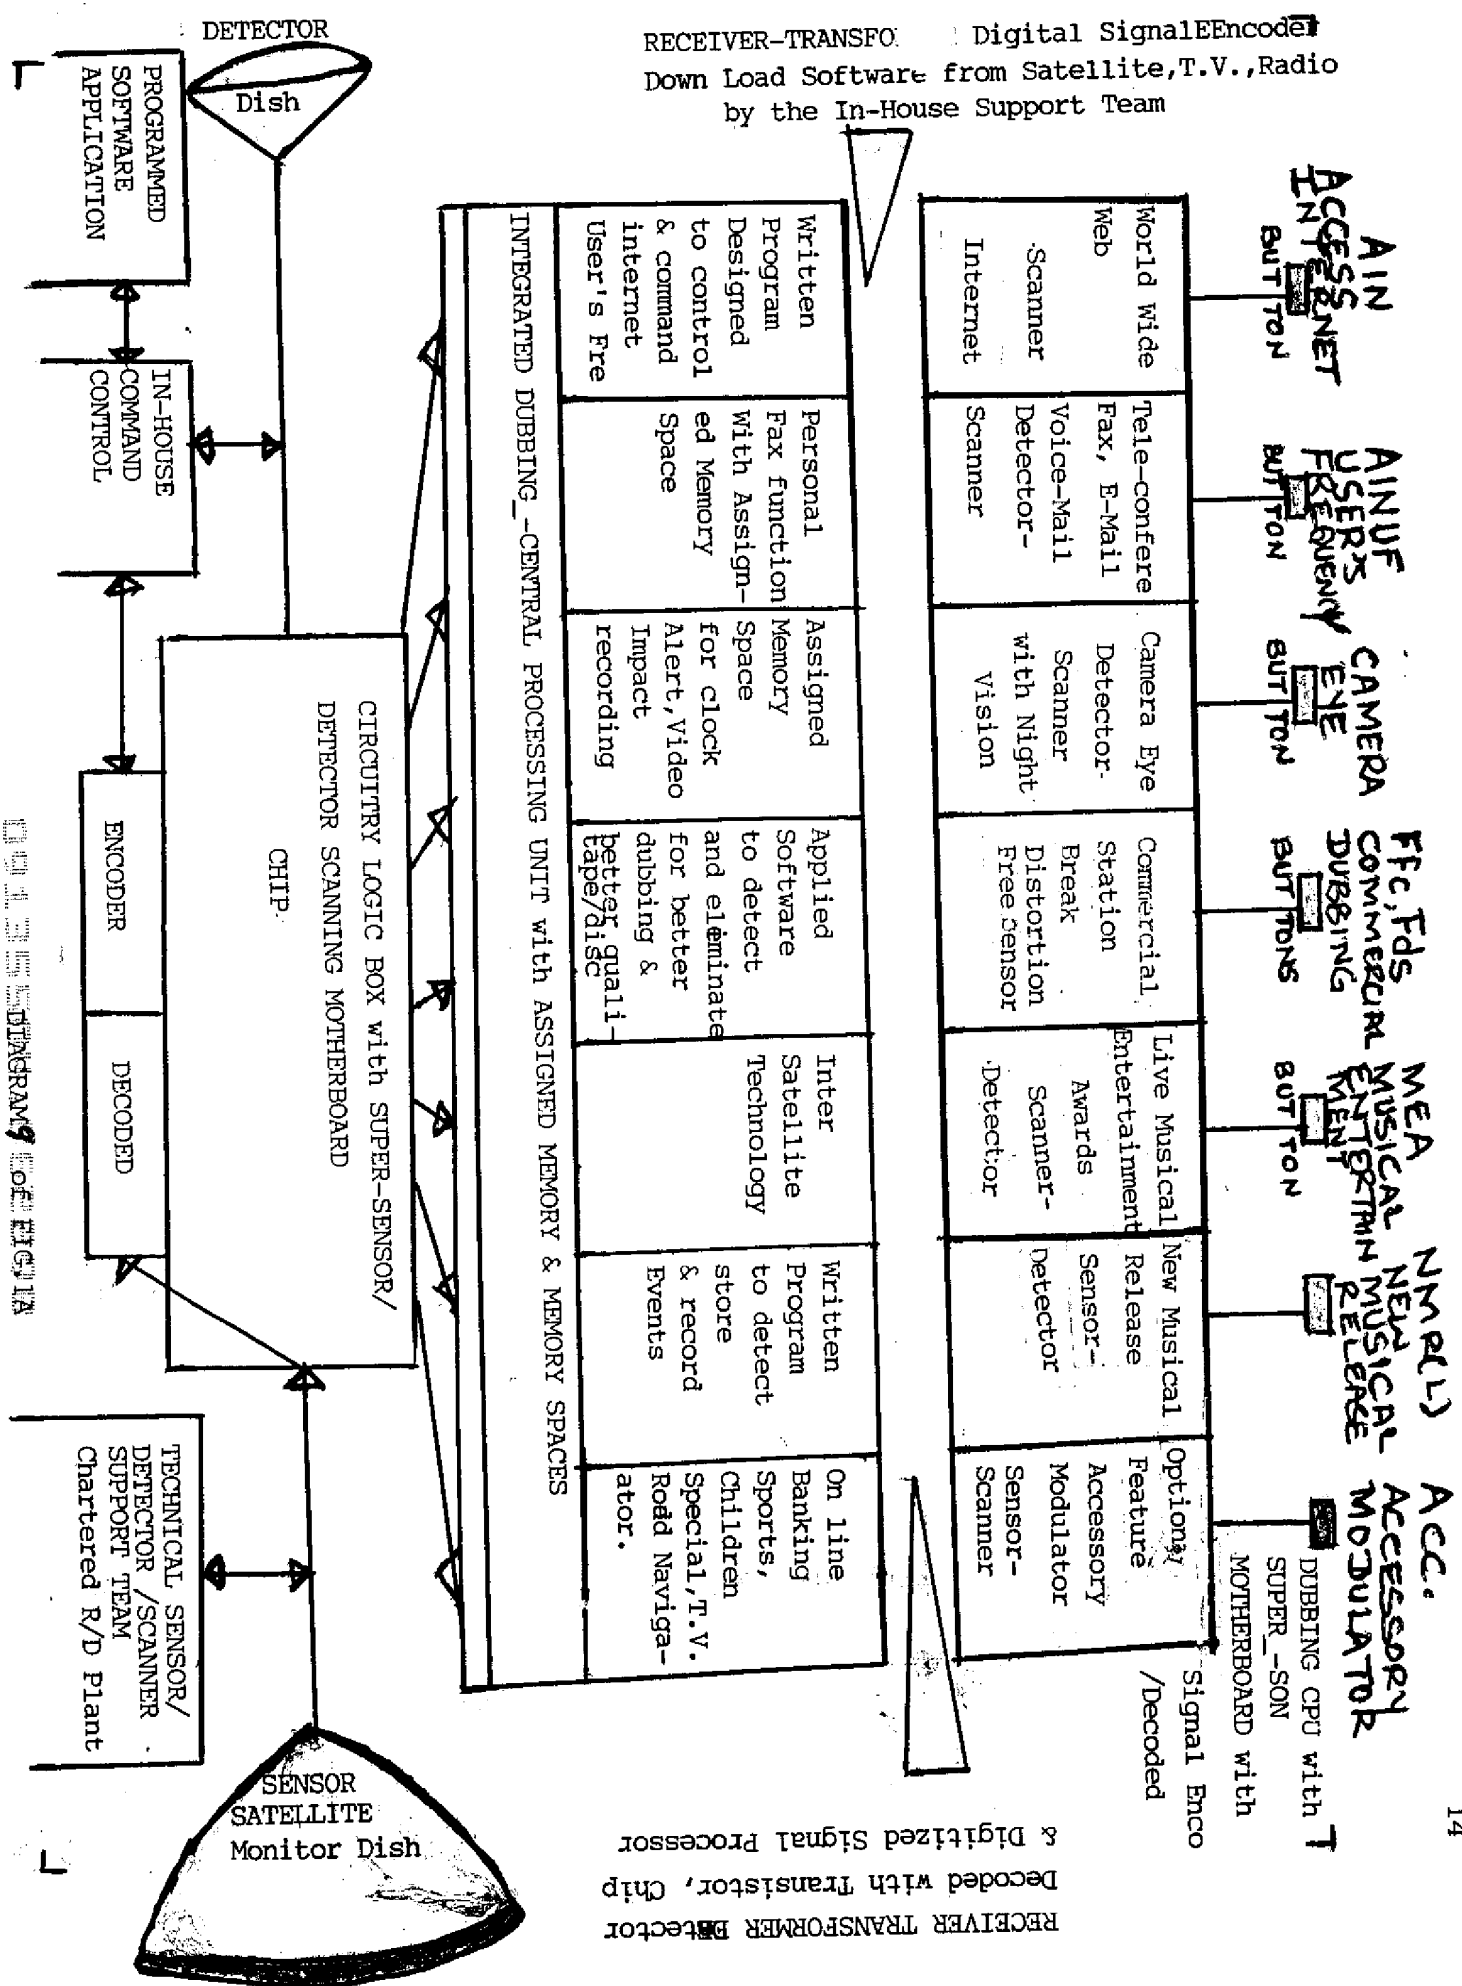 14
DETECTOR
Dish
RECEIVER-TRANSFO
Digital SignalEEncoder
Down Load Software from Satellite,T.V.,Radio
by the In-House Support Team
AIN
ACCESS
INTERNET
BUTTON
AINUF
USER'S
FREQUENCY
BUTTON
CAMERA
EYE
BUTTON
Ffc,Fds
COMMERCIAL
DUBBING
BUTTONS
MEA
MUSICAL
ENTERTAIN
MENT
BUTTON
NMR(L)
NEW
MUSICAL
RELEASE
ACC.
ACCESSORY
MODULATOR
DUBBING CPU with
SUPER_-SON
MOTHERBOARD with
Signal Enco
/Decoded
World Wide
Web
Scanner
Internet
Tele-confere
Fax, E-Mail
Voice-Mail
Detector-
Scanner
Camera Eye
Detector-
Scanner
with Night
Vision
Commercial
Station
Break
Distortion
Free Sensor
Live Musical
Entertainment
Awards
Scanner-
Detector
New Musical
Release
Sensor-
Detector
Optional
Feature
Accessory
Modulator
Sensor-
Scanner
Written
Program
Designed
to control
& command
internet
User's Fre
Personal
Fax function
With Assign-
ed Memory
Space
Assigned
Memory
Space
for clock
Alert,Video
Impact
recording
Applied
Software
to detect
and eleminate
for better
dubbing &
better quali-
tape/disc
Inter
Satellite
Technology
Written
Program
to detect
store
& record
Events
On line
Banking
Sports,
Children
Special,T.V.
Road Naviga-
ator.
INTEGRATED DUBBING_-CENTRAL PROCESSING UNIT with ASSIGNED MEMORY & MEMORY SPACES
CIRCUITRY LOGIC BOX with SUPER-SENSOR/
DETECTOR SCANNING MOTHERBOARD
CHIP
PROGRAMMED
SOFTWARE
APPLICATION
IN-HOUSE
COMMAND
CONTROL
ENCODER
DECODED
TECHNICAL SENSOR/
DETECTOR /SCANNER
SUPPORT TEAM
Chartered R/D Plant
SENSOR
SATELLITE
Monitor Dish
RECEIVER TRANSFORMER Detector
Decoded with Transistor, Chip
& Digitized Signal Processor
DIAGRAM 9 of FIG.1A